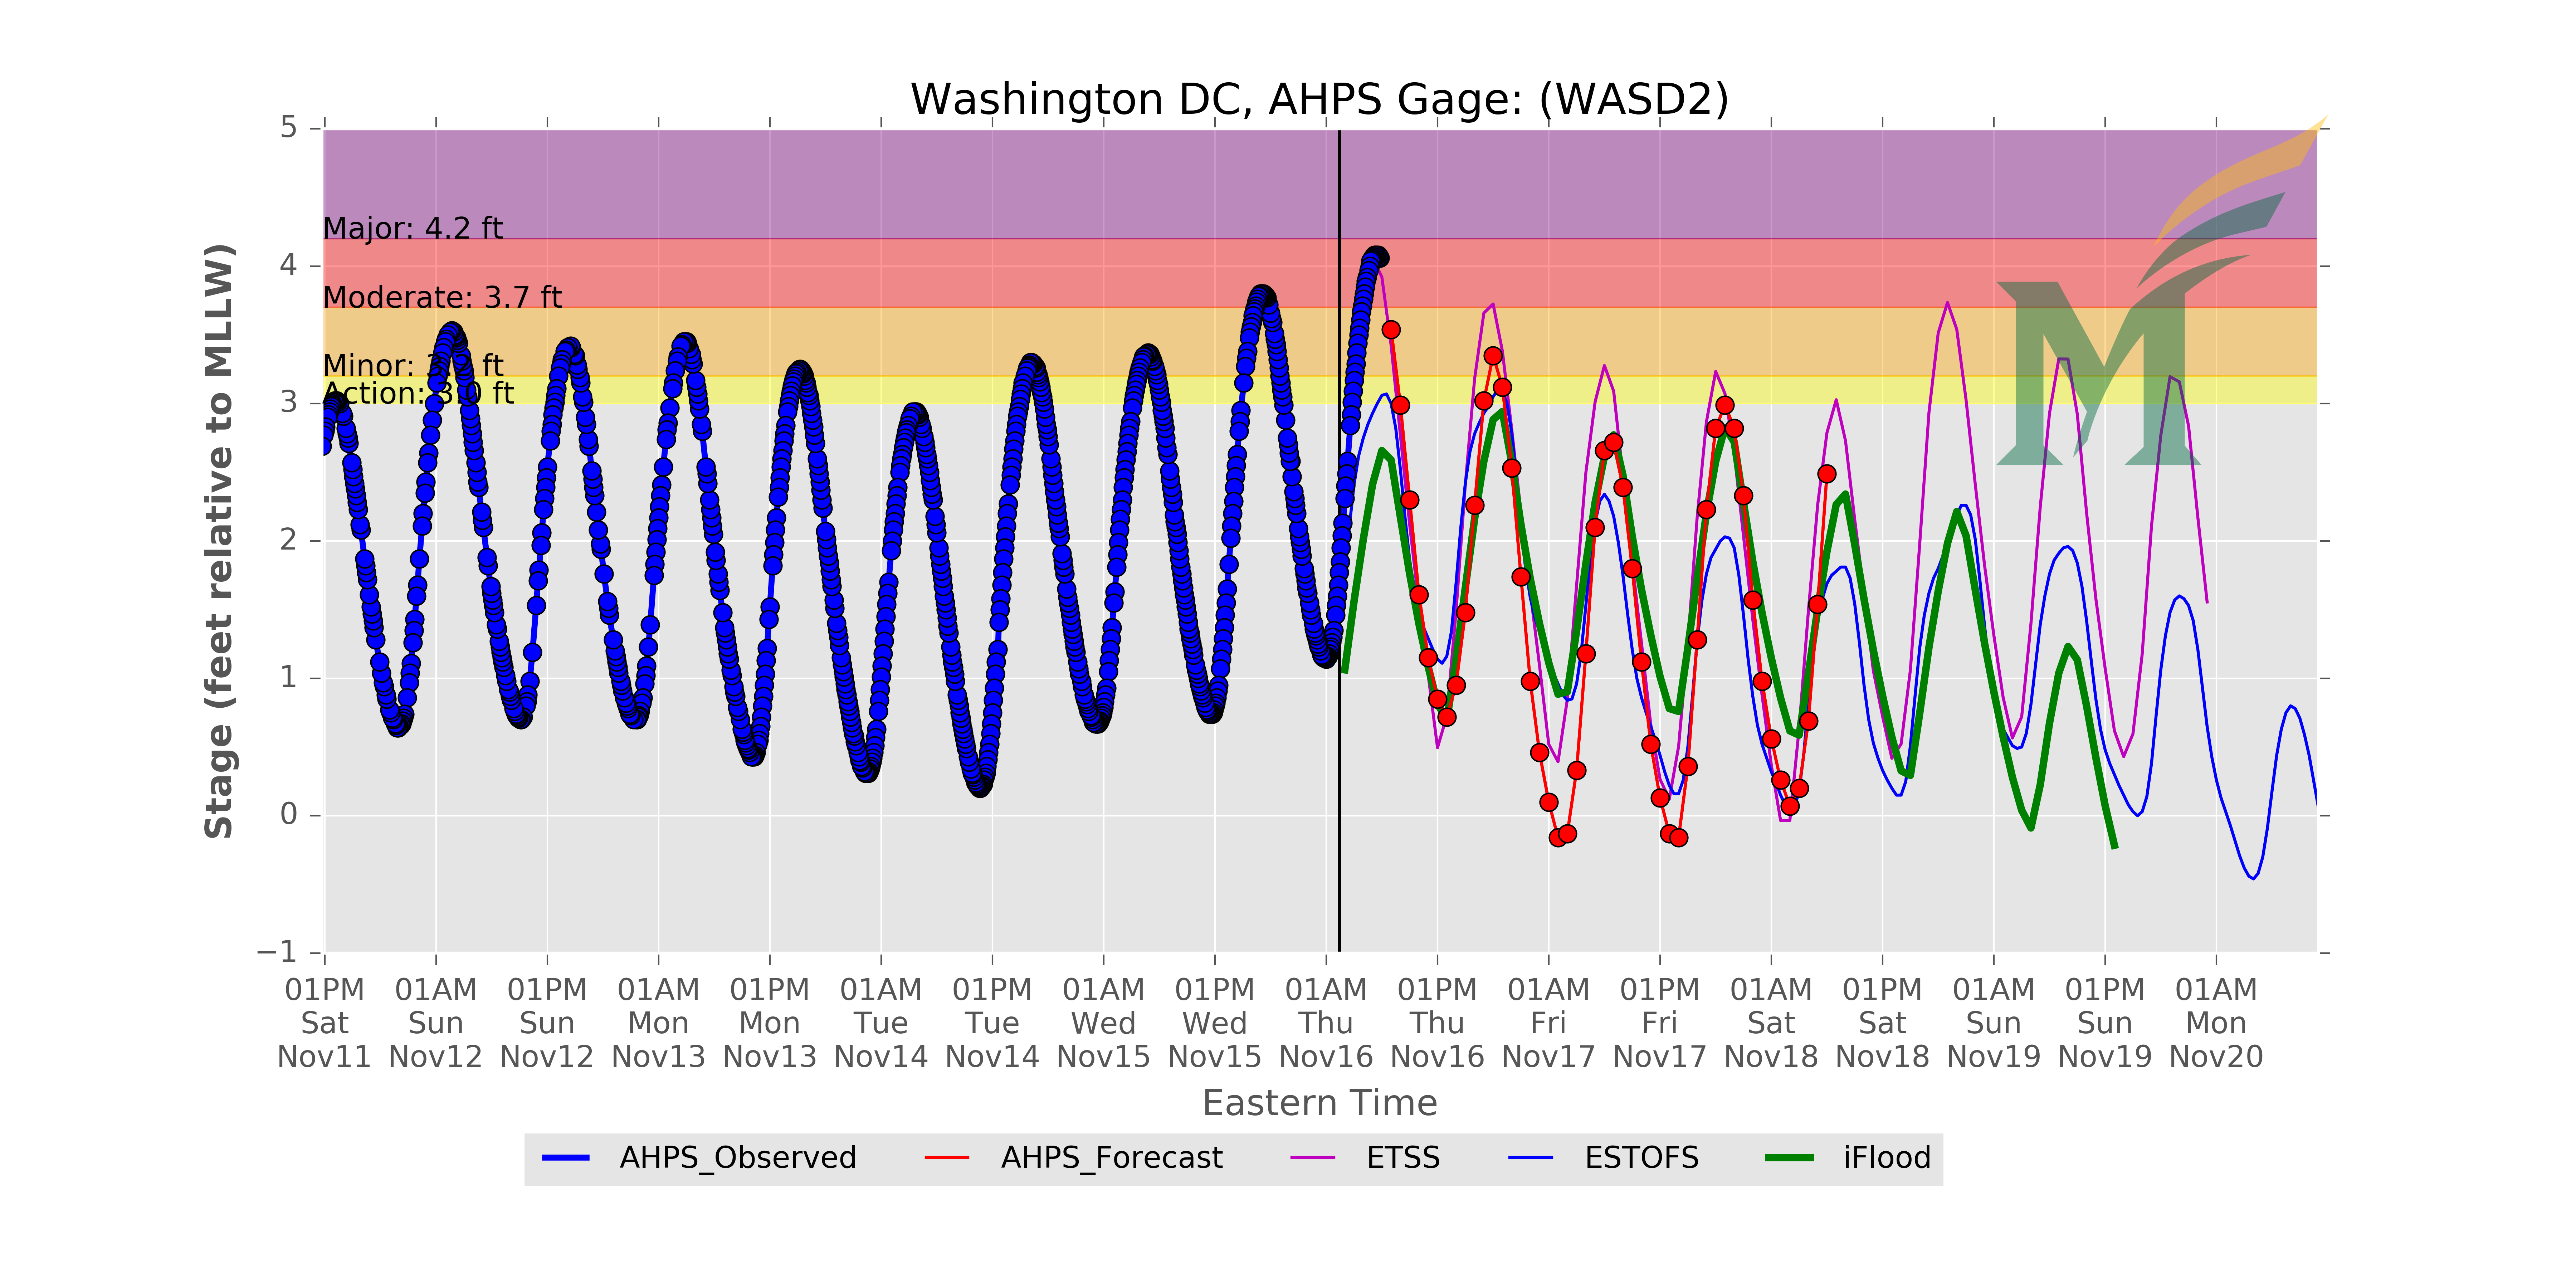 Washington DC, AHPS Gage: (WASD2)
5
4
3
2
1
0
−1
Stage (feet relative to MLLW)
Major: 4.2 ft
Moderate: 3.7 ft
Minor: ft
Action: 3.0 ft
01PM 01AM 01PM 01AM 01PM 01AM 01PM 01AM 01PM 01AM 01PM 01AM 01PM 01AM 01PM 01AM 01PM 01AM
Sat Sun Sun Mon Mon Tue Tue Wed Wed Thu Thu Fri Fri Sat Sat Sun Sun Mon
Nov11 Nov12 Nov12 Nov13 Nov13 Nov14 Nov14 Nov15 Nov15 Nov16 Nov16 Nov17 Nov17 Nov18 Nov18 Nov19 Nov19 Nov20
Eastern Time
AHPS_Observed AHPS_Forecast ETSS ESTOFS iFlood